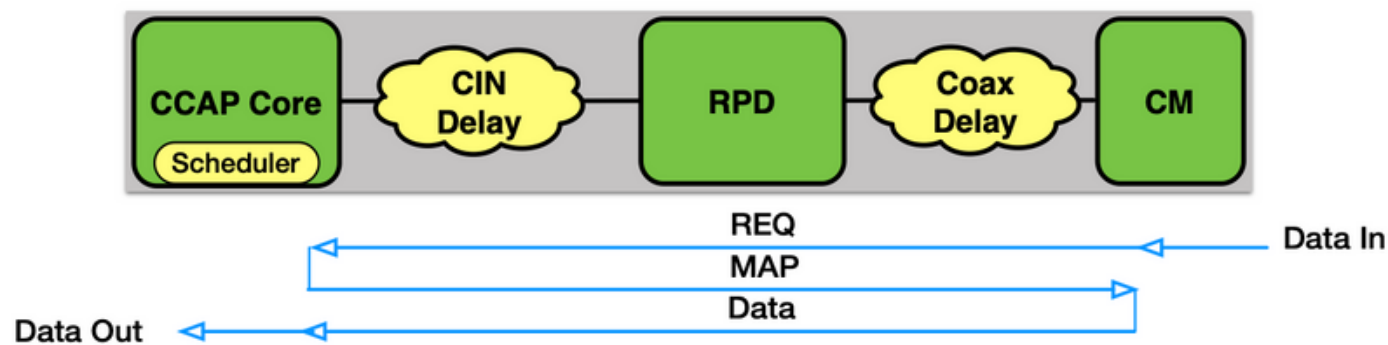 CCAP Core
Scheduler
CIN
Delay
RPD
Coax
Delay
CM
REQ
Data In
MAP
Data
Data Out